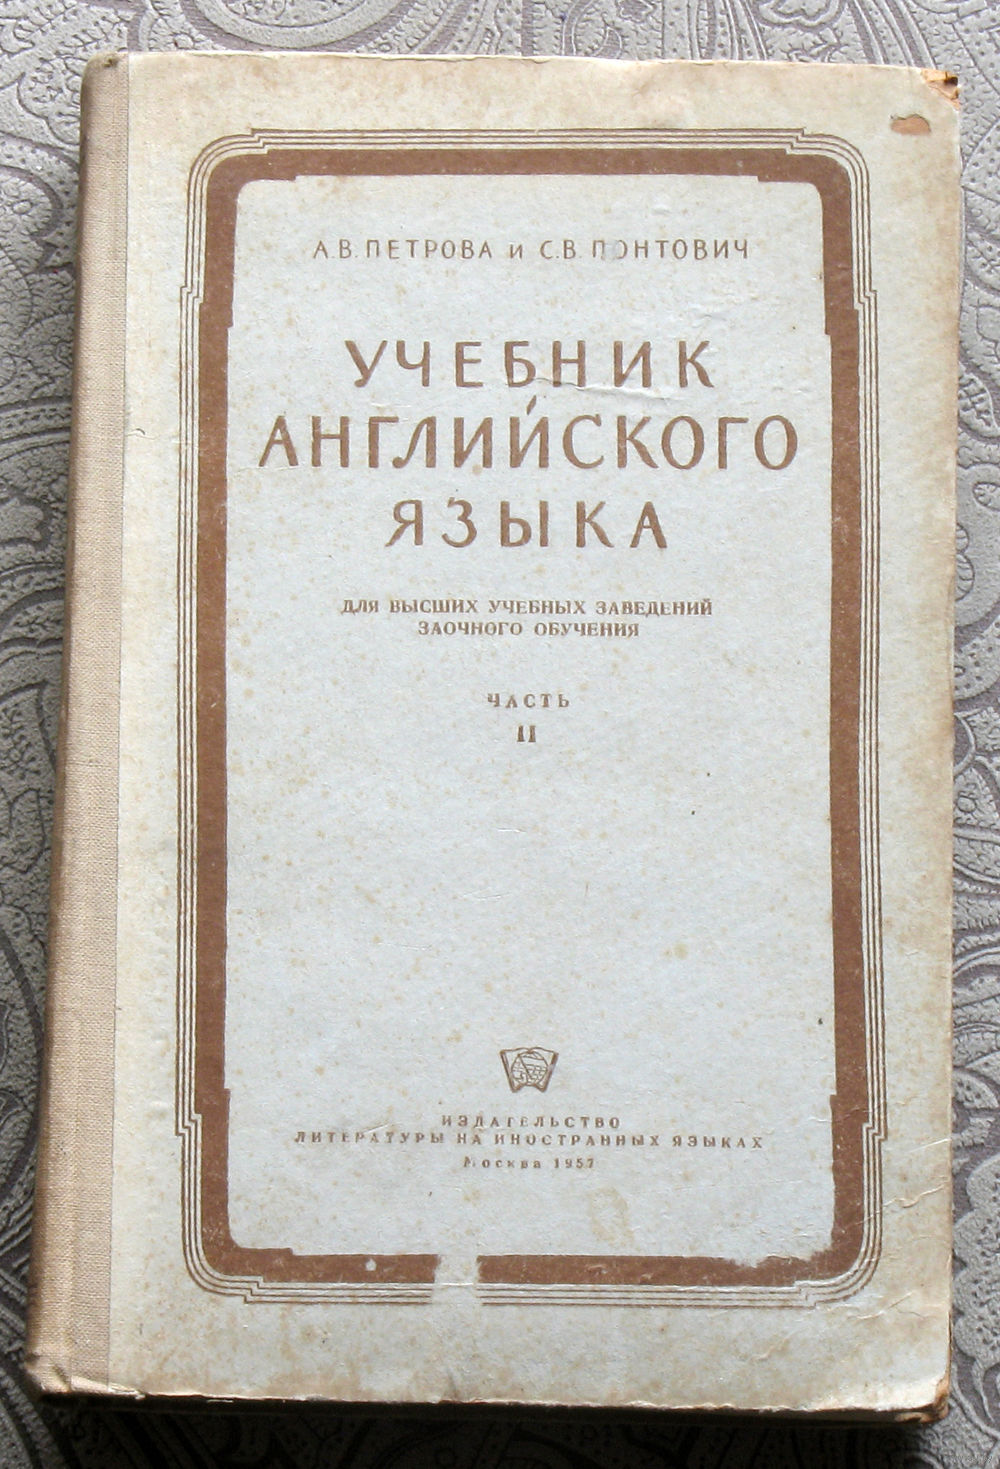 А.В. ПЕТРОВА И С.В. ПОНТОВИЧ
УЧЕБНИК
АНГЛИЙСКОГО
ЯЗЫКА
ДЛЯ ВЫСШИХ УЧЕБНЫХ ЗАВЕДЕНИЙ
ЗАОЧНОГО ОБУЧЕНИЯ
ЧАСТЬ
II
ИЗДАТЕЛЬСТВО
ЛИТЕРАТУРЫ НА ИНОСТРАННЫХ ЯЗЫКАХ
Москва 1957